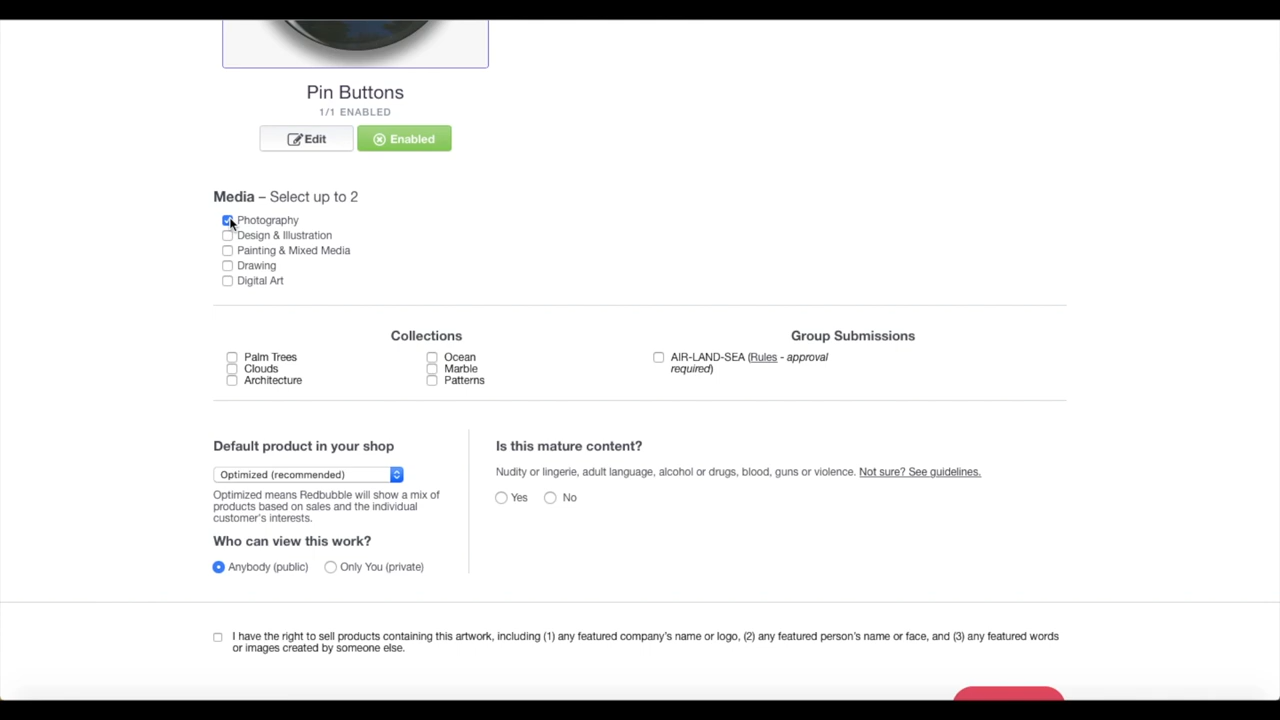 Pin Buttons
1/1 ENABLED
Edit
Enabled
Media – Select up to 2
Photography
Design & Illustration
Painting & Mixed Media
Drawing
Digital Art
Collections
Palm Trees
Clouds
Architecture
Ocean
Marble
Patterns
Group Submissions
AIR-LAND-SEA (Rules - approval
required)
Default product in your shop
Optimized (recommended)
Optimized means Redbubble will show a mix of
products based on sales and the individual
customer's interests.
Who can view this work?
Anybody (public)
Only You (private)
Is this mature content?
Nudity or lingerie, adult language, alcohol or drugs, blood, guns or violence. Not sure? See guidelines.
Yes
No
I have the right to sell products containing this artwork, including (1) any featured company's name or logo, (2) any featured person's name or face, and (3) any featured words
or images created by someone else.